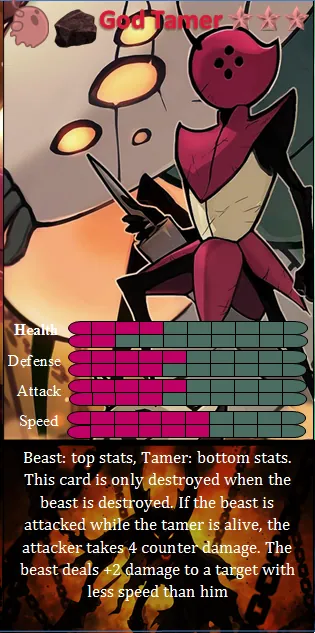 God Tamer
Health
Defense
Attack
Speed
Beast: top stats, Tamer: bottom stats.
This card is only destroyed when the
beast is destroyed. If the beast is
attacked while the tamer is alive, the
attacker takes 4 counter damage. The
beast deals +2 damage to a target with
less speed than him